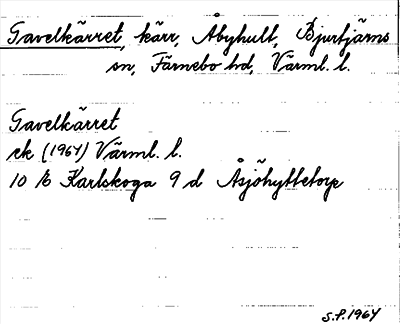 Gavelkärret, kärr, Åbyhult, Bjurtjärns
sn, Färnebo hd, Värml. l.
Gavelkärret
ek (1964) Värml. l.
10 E Karlskoga 9 d Åsjöhyttetorp
S.P. 1964